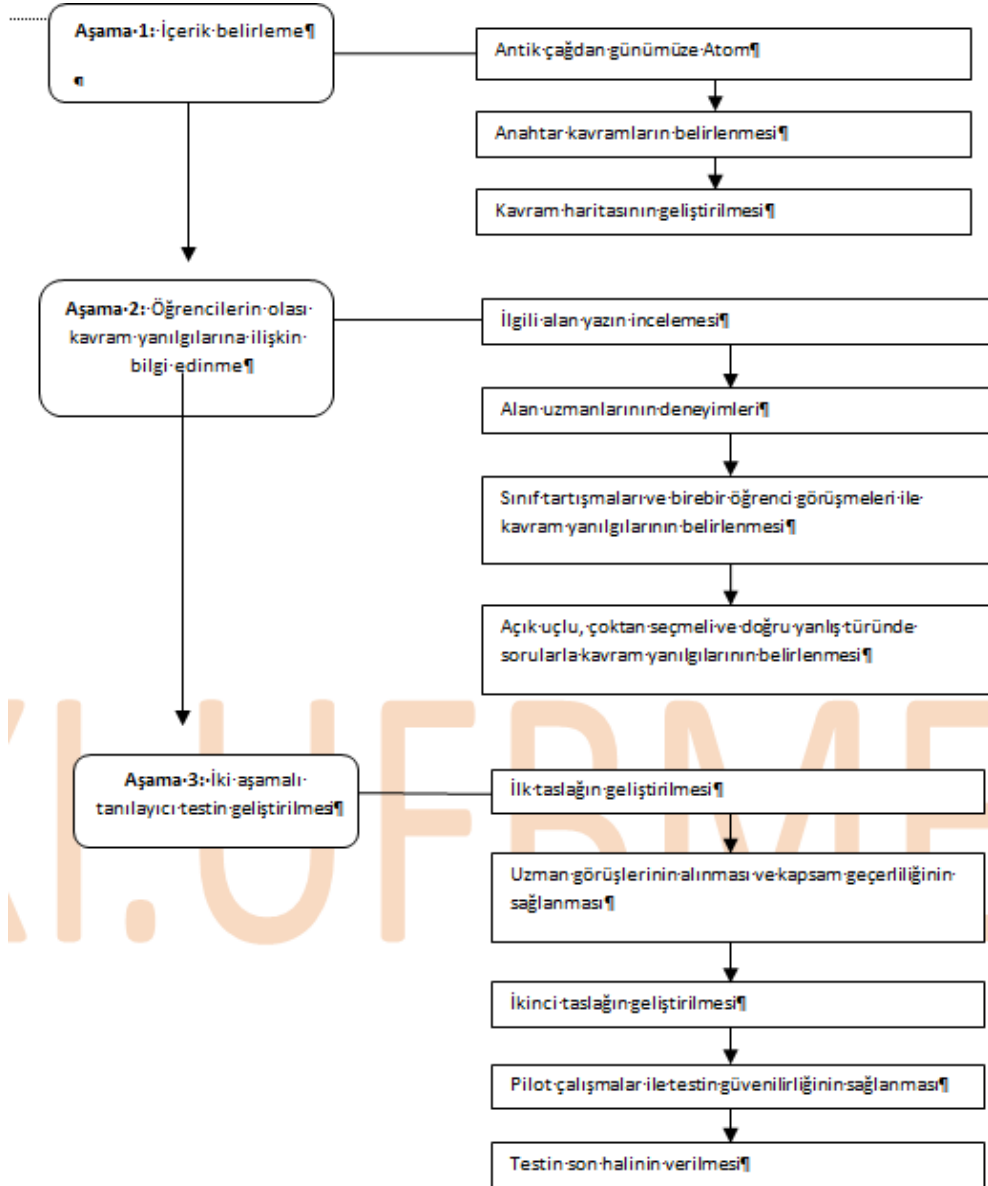 Aşama·1:·İçerik belirleme¶
¶
Antik·çağdan·günümüze·Atom¶
Anahtar·kavramların·belirlenmesi¶
Kavram·haritasının·geliştirilmesi¶
Aşama·2:·Öğrencilerin·olası·
kavram·yanılgılarına·ilişkin·
bilgi·edinme¶
İlgili·alan·yazın·incelemesi¶
Alan·uzmanlarının·deneyimleri¶
Sınıf·tartışmaları·ve·birebir·öğrenci·görüşmeleri·ile·
kavram·yanılgılarının·belirlenmesi¶
Açık·uçlu,·çoktan·seçmeli·ve·doğru·yanlış·türünde·
sorularla·kavram·yanılgılarının·belirlenmesi¶
Aşama·3:·İki·aşamalı·
tanılayıcı·testin·geliştirilmesi¶
İlk·taslağın·geliştirilmesi¶
Uzman·görüşlerinin·alınması·ve·kapsam·geçerliliğinin·
sağlanması¶
İkinci·taslağın·geliştirilmesi¶
Pilot·çalışmalar·ile·testin·güvenilirliğinin·sağlanması¶
Testin·son·halinin·verilmesi¶
I.UFBME